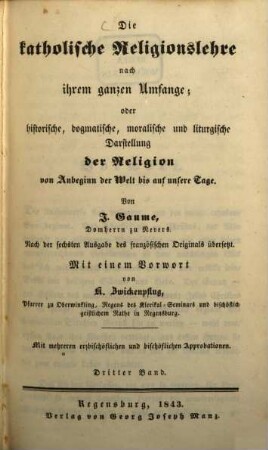 Die
katholische Religionslehre
nach
ihrem ganzen Umfange;
oder
historische, dogmatische, moralische und liturgische
Darstellung
der Religion
von Anbeginn der Welt bis auf unsere Tage.
Von
J. Gaume,
Domherrn zu Nevers.
Nach der sechsten Ausgabe des französischen Originals übersetzt.
Mit einem Vorwort
von
K. Zwickenpflug,
Pfarrer zu Oberwinkling, Regens des Klerikal-Seminars und bischöflich
geistlichem Rathe in Regensburg.
Mit mehreren erzbischöflichen und bischöflichen Approbationen.
Dritter Band.
Regensburg, 1843.
Verlag von Georg Joseph Manz.